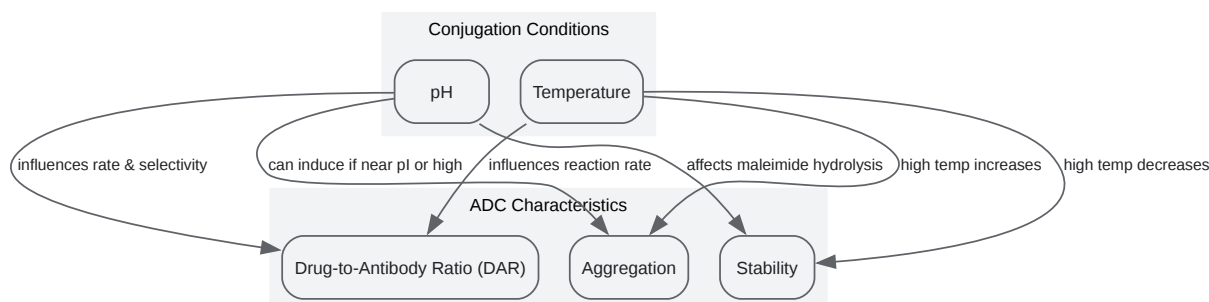 Conjugation Conditions
pH
Temperature
influences rate & selectivity
can induce if near pI or high
influences reaction rate
affects maleimide hydrolysis
high temp increases
high temp decreases
ADC Characteristics
Drug-to-Antibody Ratio (DAR)
Aggregation
Stability